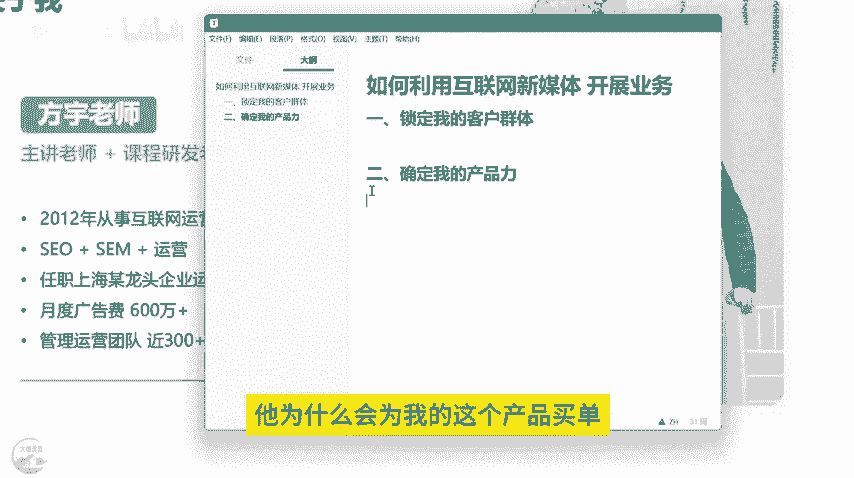 于我
bilibili
方宇老师
主讲老师 + 课程研发
2012年从事互联网运营
SEO + SEM + 运营
任职上海某龙头企业运
月度广告费 600万+
管理运营团队 近300+
T
文件(F) 编辑(E) 段落(P) 格式(O) 视图(V) 主题(T) 帮助(H)
文件 大纲
如何利用互联网新媒体 开展业务
一、锁定我的客户群体
二、确定我的产品力
如何利用互联网新媒体 开展业务
一、锁定我的客户群体
二、确定我的产品力
ZH 31 词
他为什么会为我的这个产品买单